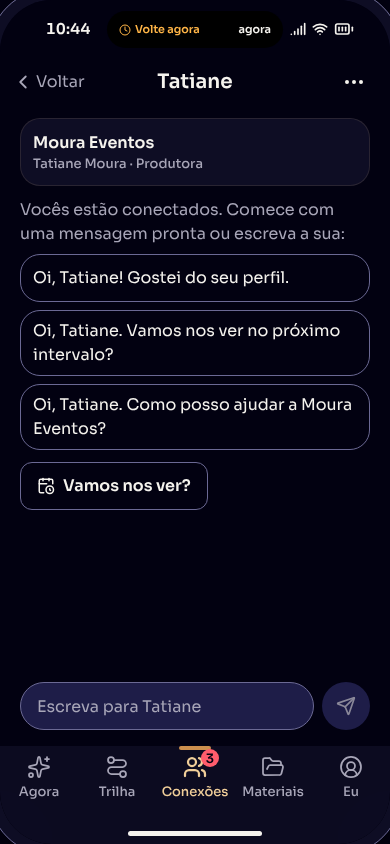 10:44
Volte agora
agora
Voltar
Tatiane
Moura Eventos
Tatiane Moura · Produtora
Vocês estão conectados. Comece com
uma mensagem pronta ou escreva a sua:
Oi, Tatiane! Gostei do seu perfil.
Oi, Tatiane. Vamos nos ver no próximo
intervalo?
Oi, Tatiane. Como posso ajudar a Moura
Eventos?
Vamos nos ver?
Escreva para Tatiane
3
Agora
Trilha
Conexões
Materiais
Eu